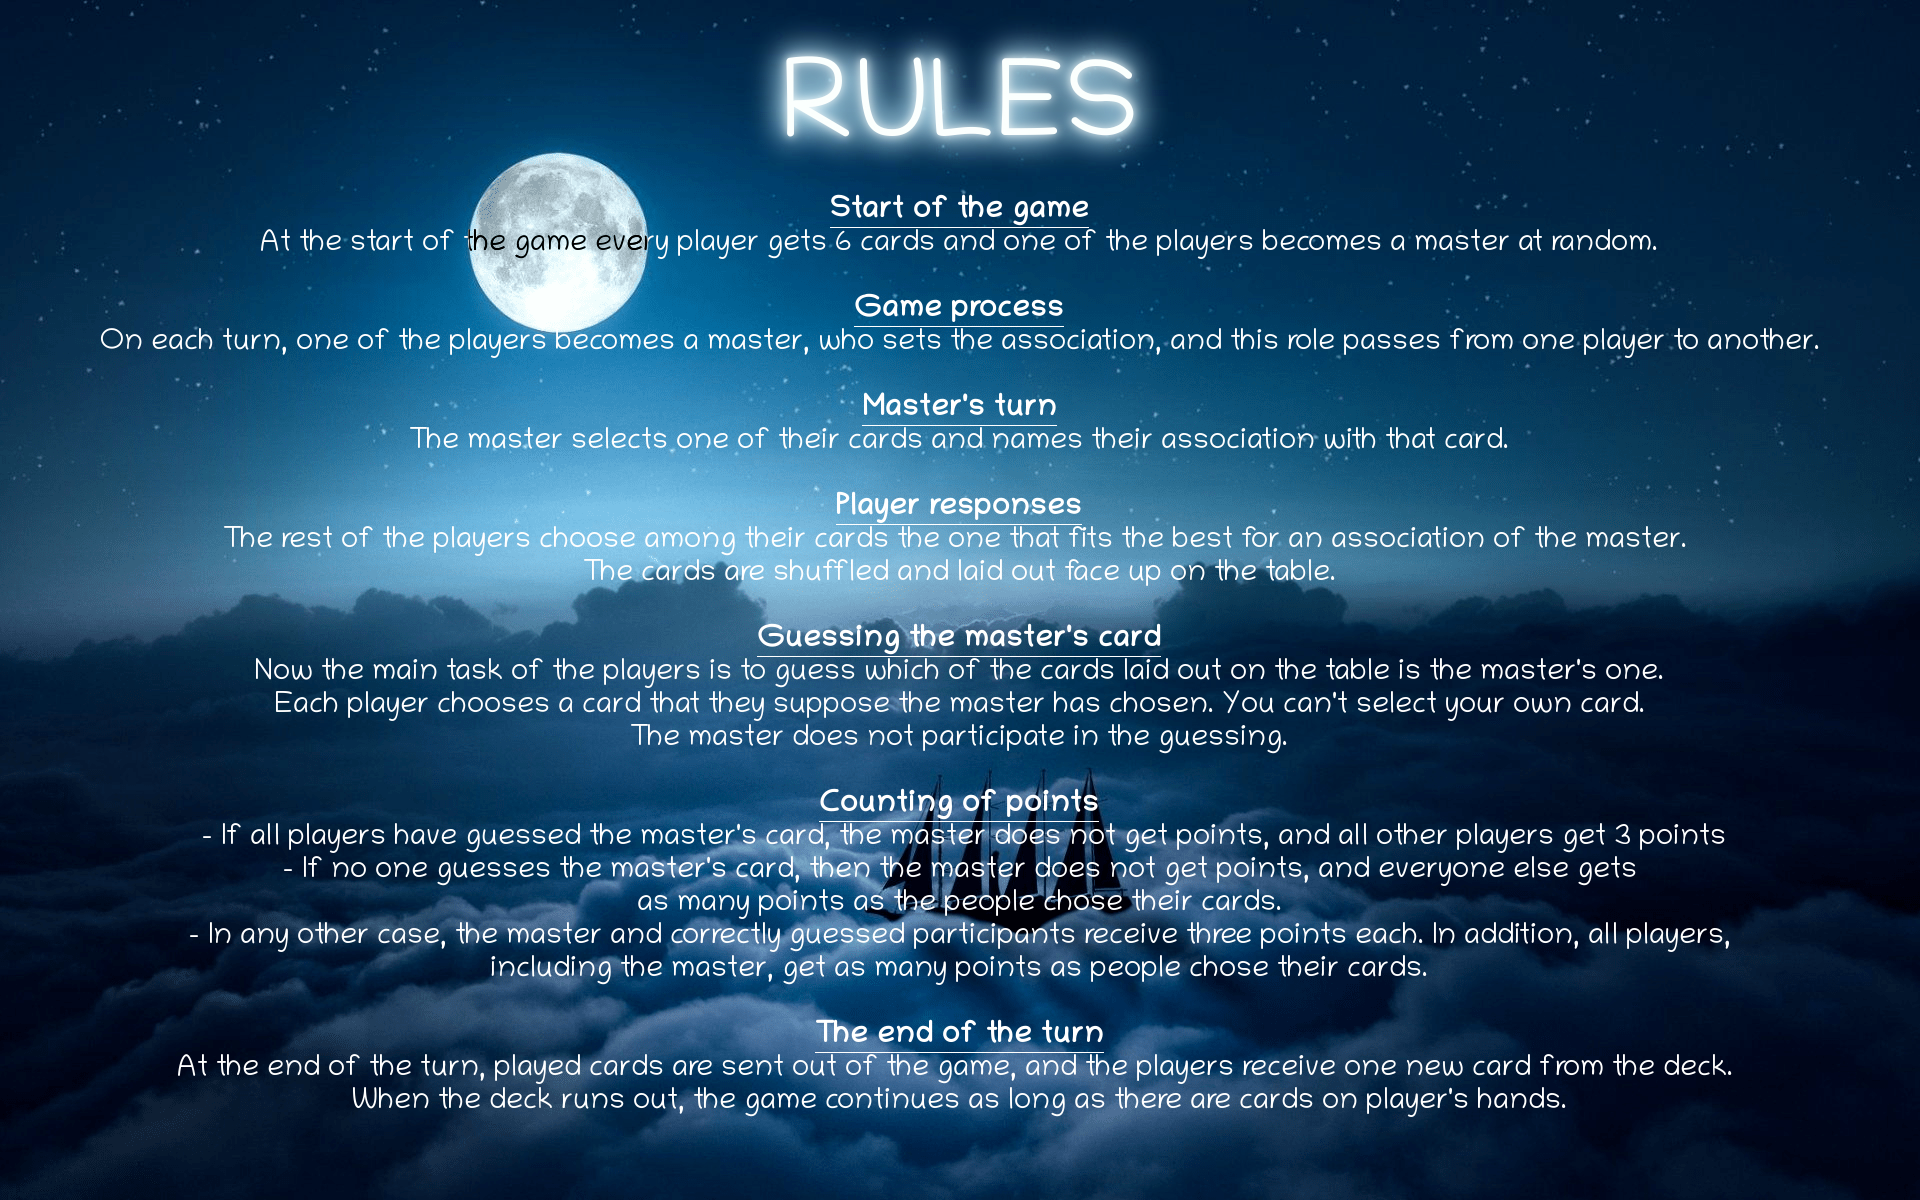 RULES
Start of the game
At the start of the game every player gets 6 cards and one of the players becomes a master at random.
Game process
On each turn, one of the players becomes a master, who sets the association, and this role passes from one player to another.
Master's turn
The master selects one of their cards and names their association with that card.
Player responses
The rest of the players choose among their cards the one that fits the best for an association of the master.
The cards are shuffled and laid out face up on the table.
Guessing the master's card
Now the main task of the players is to guess which of the cards laid out on the table is the master's one.
Each player chooses a card that they suppose the master has chosen. You can't select your own card.
The master does not participate in the guessing.
Counting of points
- If all players have guessed the master's card, the master does not get points, and all other players get 3 points
- If no one guesses the master's card, then the master does not get points, and everyone else gets
as many points as the people chose their cards.
- In any other case, the master and correctly guessed participants receive three points each. In addition, all players,
including the master, get as many points as people chose their cards.
The end of the turn
At the end of the turn, played cards are sent out of the game, and the players receive one new card from the deck.
When the deck runs out, the game continues as long as there are cards on player's hands.